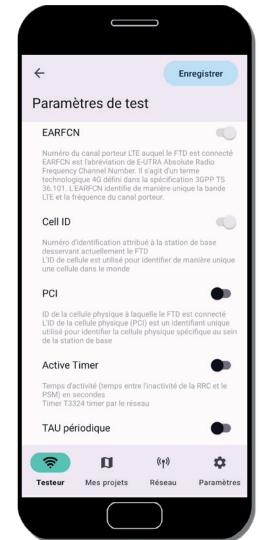 Enregistrer
Paramètres de test
EARFCN
Numéro du canal porteur LTE auquel le FTD est connecté
EARFCN est l'abréviation de E-UTRA Absolute Radio
Frequency Channel Number. Il s'agit d'un terme
technologique 4G défini dans la spécification 3GPP TS
36.101. L'EARFCN identifie de manière unique la bande
LTE et la fréquence du canal porteur.
Cell ID
Numéro d'identification attribué à la station de base
desservant actuellement le FTD
L'ID de cellule est utilisé pour identifier de manière unique
une cellule dans le monde
PCI
ID de la cellule physique à laquelle le FTD est connecté
L'ID de la cellule physique (PCI) est un identifiant unique
utilisé pour identifier la cellule physique spécifique au sein
de la station de base
Active Timer
Temps d'activité (temps entre l'inactivité de la RRC et le
PSM) en secondes
Timer T3324 timer par le réseau
TAU périodique
Testeur Mes projets Réseau Paramètres